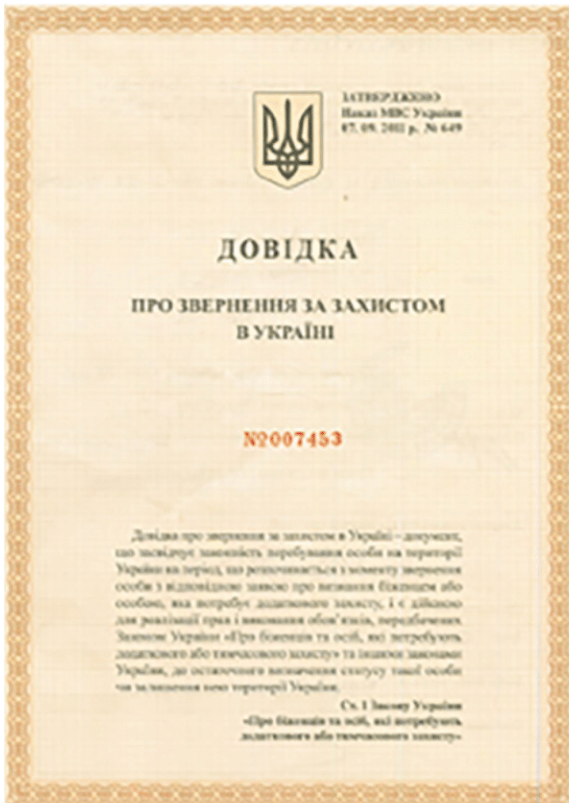 ЗАТВЕРДЖЕНО
Наказ МВС України
07. 09. 2011 р. № 649
ДОВІДКА
ПРО ЗВЕРНЕННЯ ЗА ЗАХИСТОМ
В УКРАЇНІ
№007453
Довідка про звернення за захистом в Україні – документ,
що засвідчує законність перебування особи на території
України на період, що розпочинається з моменту звернення
особи з відповідною заявою про визнання біженцем або
особою, яка потребує додаткового захисту, і є дійсною
для реалізації прав і виконання обов’язків, передбачених
Законом України «Про біженців та осіб, які потребують
додаткового або тимчасового захисту» та іншими законами
України, до остаточного визначення статусу такої особи
чи залишення нею території України.
Ст. 1 Закону України
«Про біженців та осіб, які потребують
додаткового або тимчасового захисту»